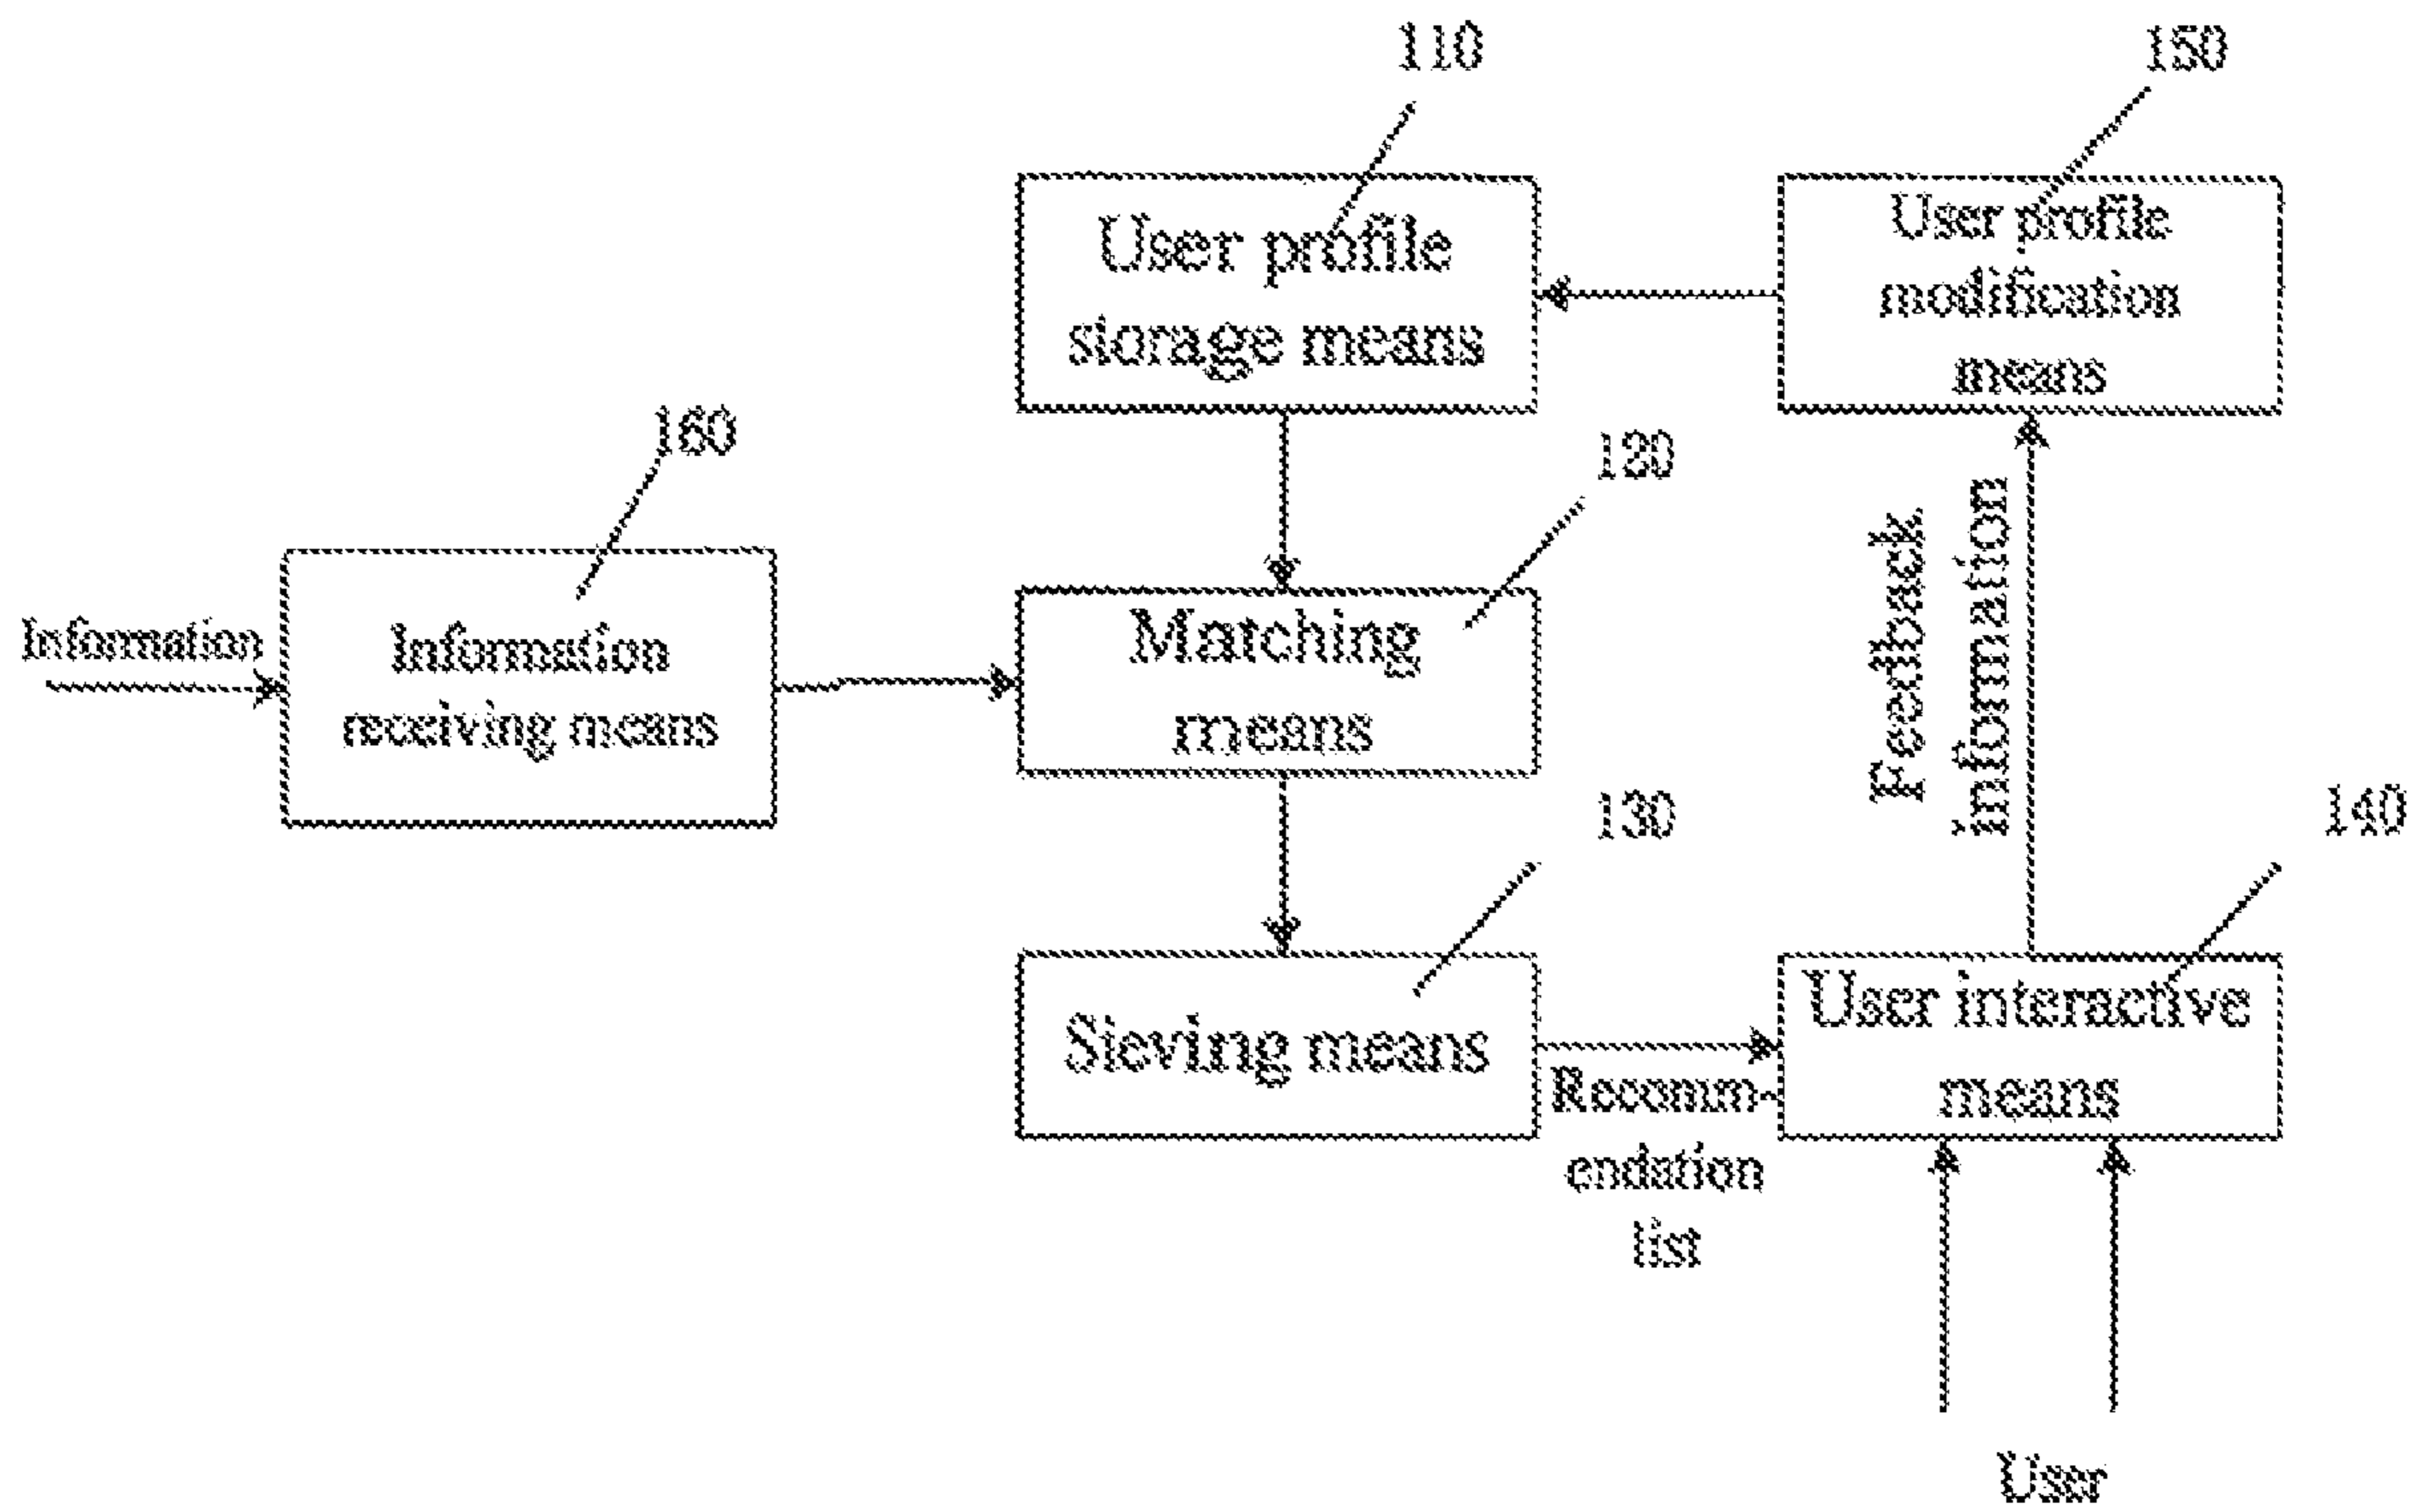 110
150
User profile
storage means
User profile
modification
means
160
120
Information
Information
receiving means
Matching
means
Feedback
information
130
140
Sieving means
User interactive
means
Recomm-
endation
list
User